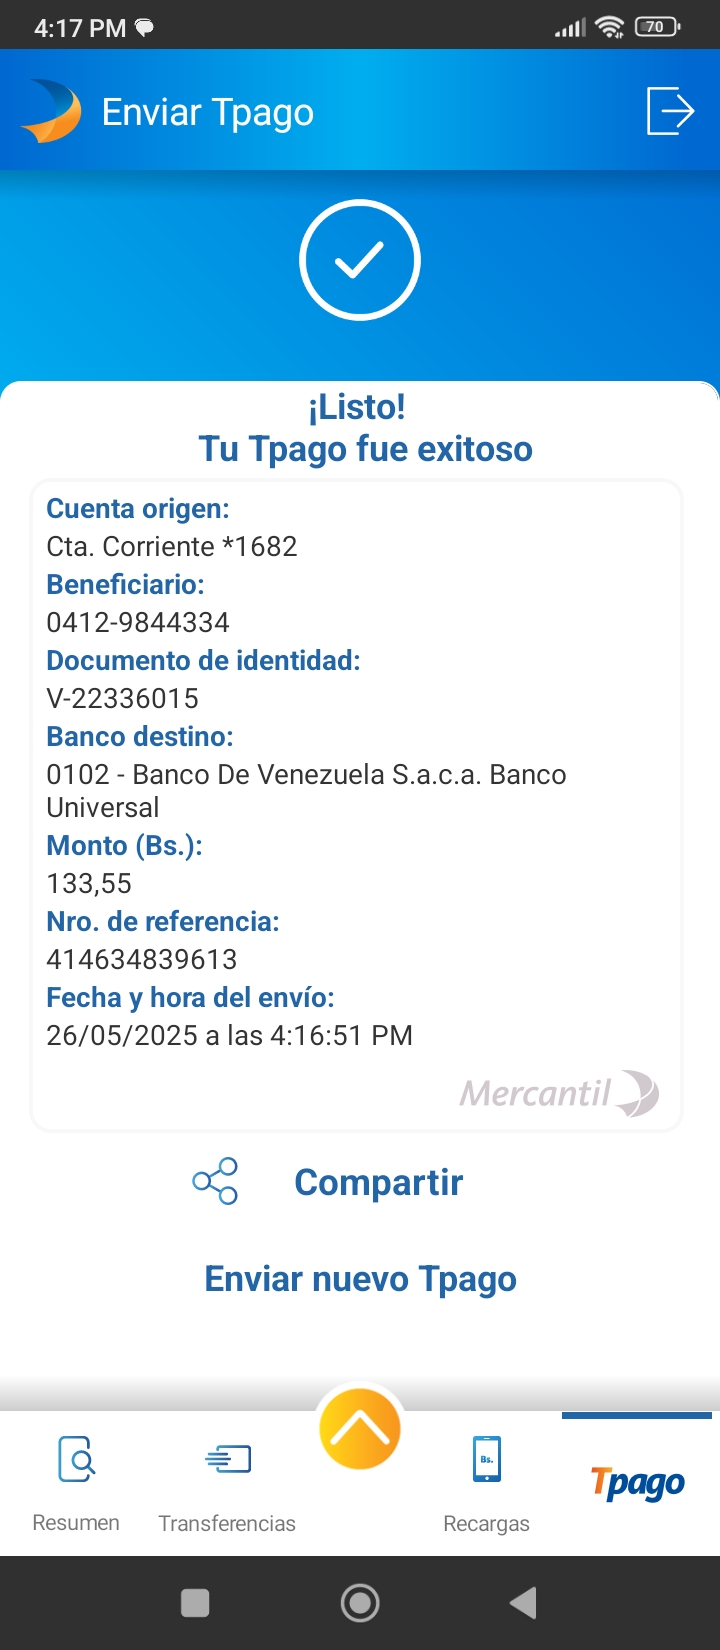 4:17 PM
70
Enviar Tpago
¡Listo!
Tu Tpago fue exitoso
Cuenta origen:
Cta. Corriente *1682
Beneficiario:
0412-9844334
Documento de identidad:
V-22336015
Banco destino:
0102 - Banco De Venezuela S.a.c.a. Banco
Universal
Monto (Bs.):
133,55
Nro. de referencia:
414634839613
Fecha y hora del envío:
26/05/2025 a las 4:16:51 PM
Mercantil
Compartir
Enviar nuevo Tpago
Bs.
Tpago
Resumen
Transferencias
Recargas